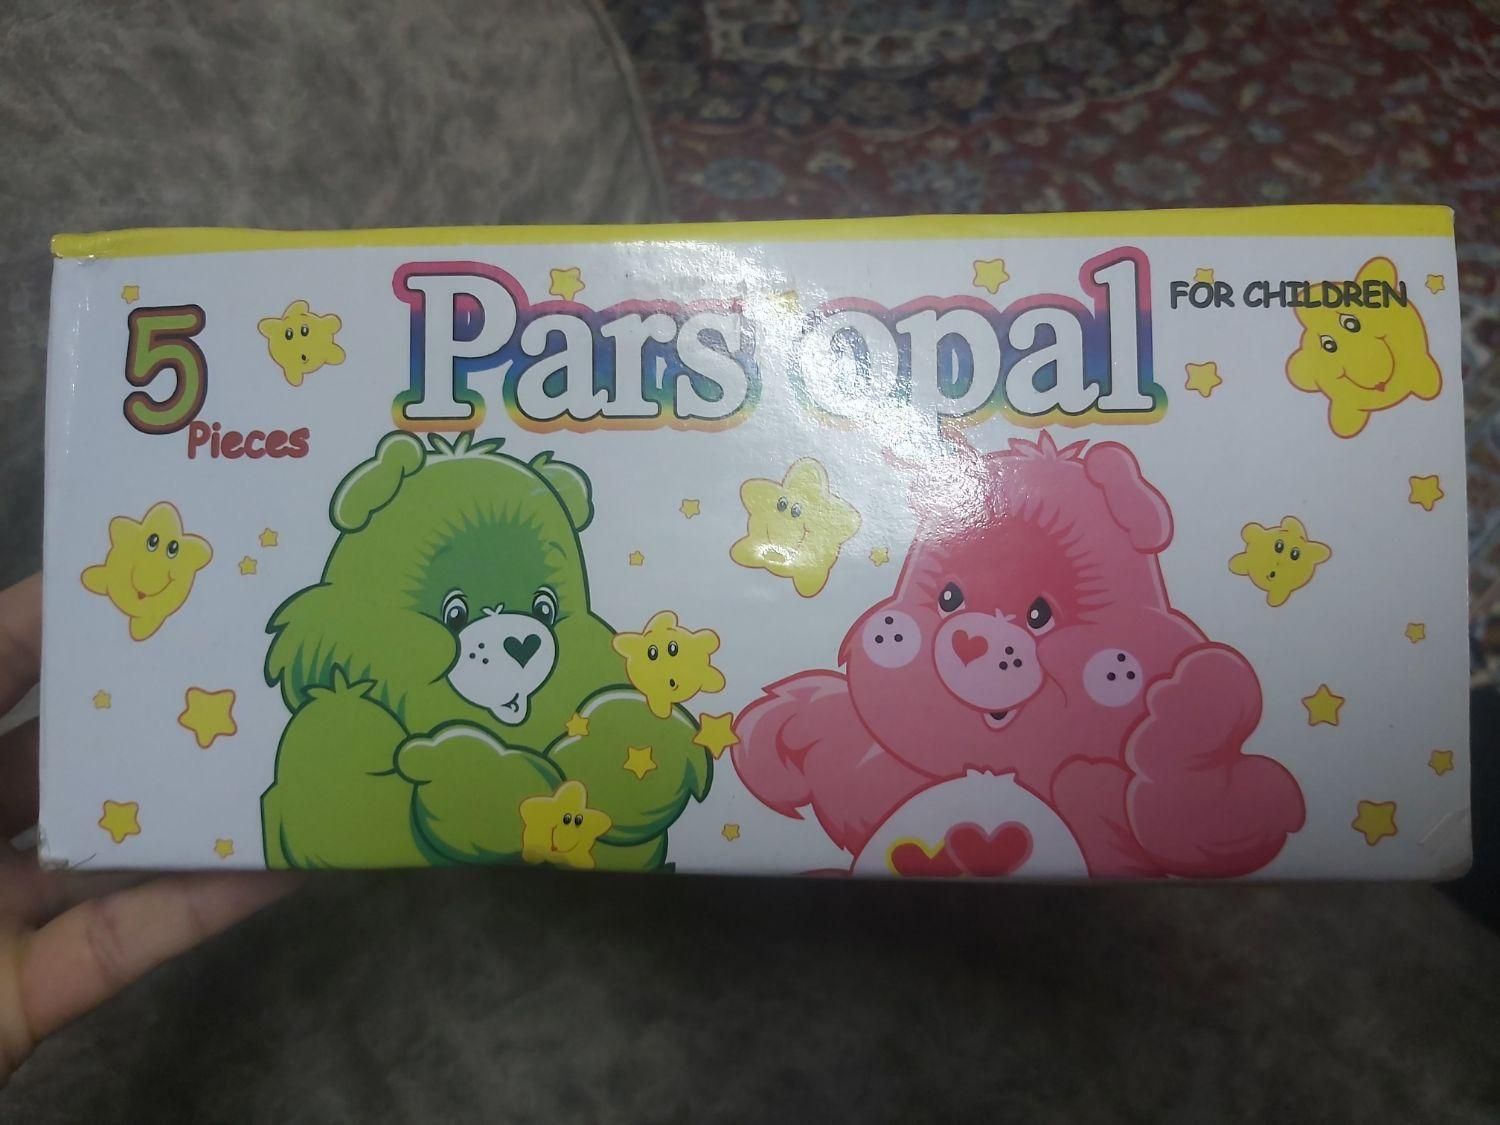 5
Pieces
Pars opal
FOR CHILDREN